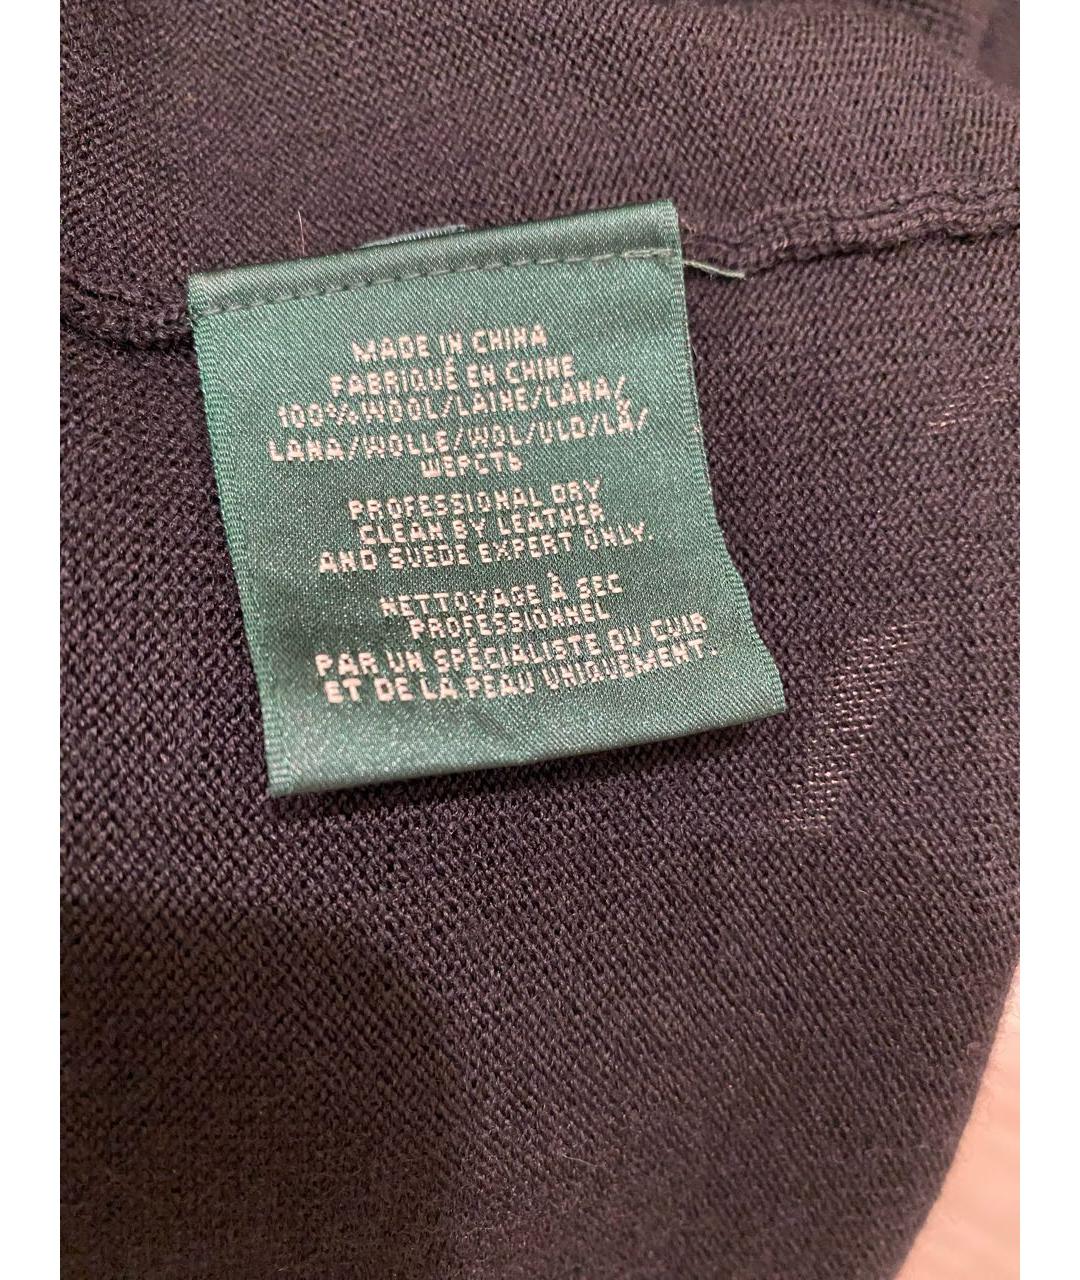 MADE IN CHINA
FABRIQUÉ EN CHINE
100% WOOL/LAINE/LANA/
LANA/WOLLE/WOL/ULD/LÃ/
ШЕРСТЬ
PROFESSIONAL DRY
CLEAN BY LEATHER
AND SUEDE EXPERT ONLY.
NETTOYAGE À SEC
PROFESSIONNEL
PAR UN SPÉCIALISTE DU CUIR
ET DE LA PEAU UNIQUEMENT.